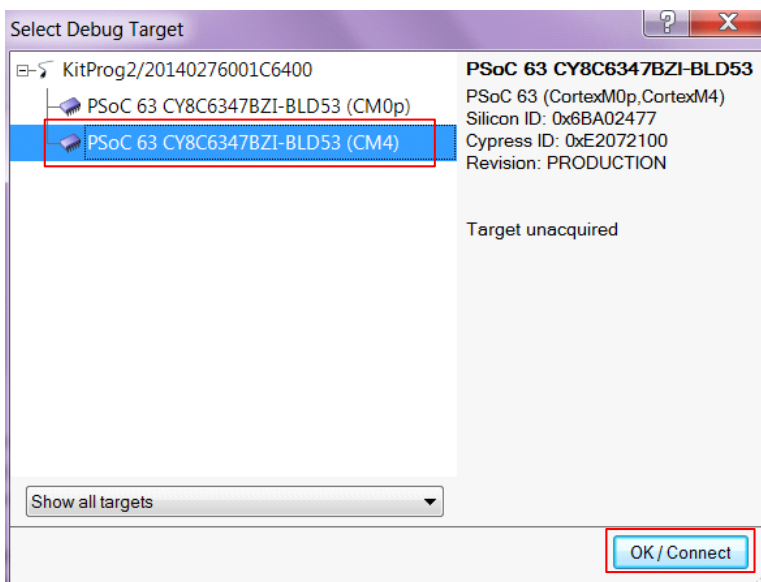 Select Debug Target
KitProg2/20140276001C6400
PSoC 63 CY8C6347BZI-BLD53 (CM0p)
PSoC 63 CY8C6347BZI-BLD53 (CM4)
PSoC 63 CY8C6347BZI-BLD53
PSoC 63 (CortexM0p,CortexM4)
Silicon ID: 0x6BA02477
Cypress ID: 0xE2072100
Revision: PRODUCTION
Target unacquired
Show all targets
OK / Connect